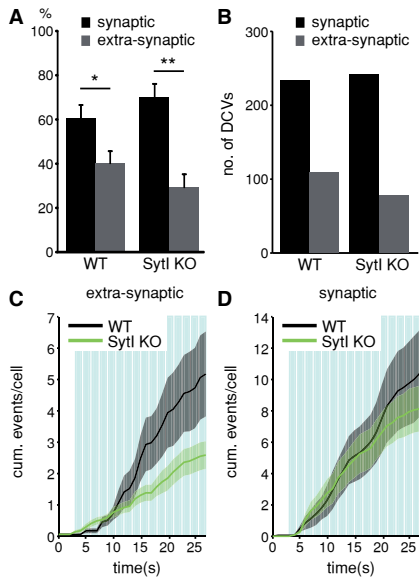 A
%
synaptic
extra-synaptic
*
**
100
80
60
40
20
0
WT
SytI KO
B
synaptic
extra-synaptic
no. of DCVs
300
200
100
0
WT
SytI KO
C
extra-synaptic
WT
SytI KO
cum. events/cell
7
6
5
4
3
2
1
0
0 5 10 15 20 25
time(s)
D
synaptic
WT
SytI KO
cum. events/cell
14
12
10
8
6
4
2
0
0 5 10 15 20 25
time(s)